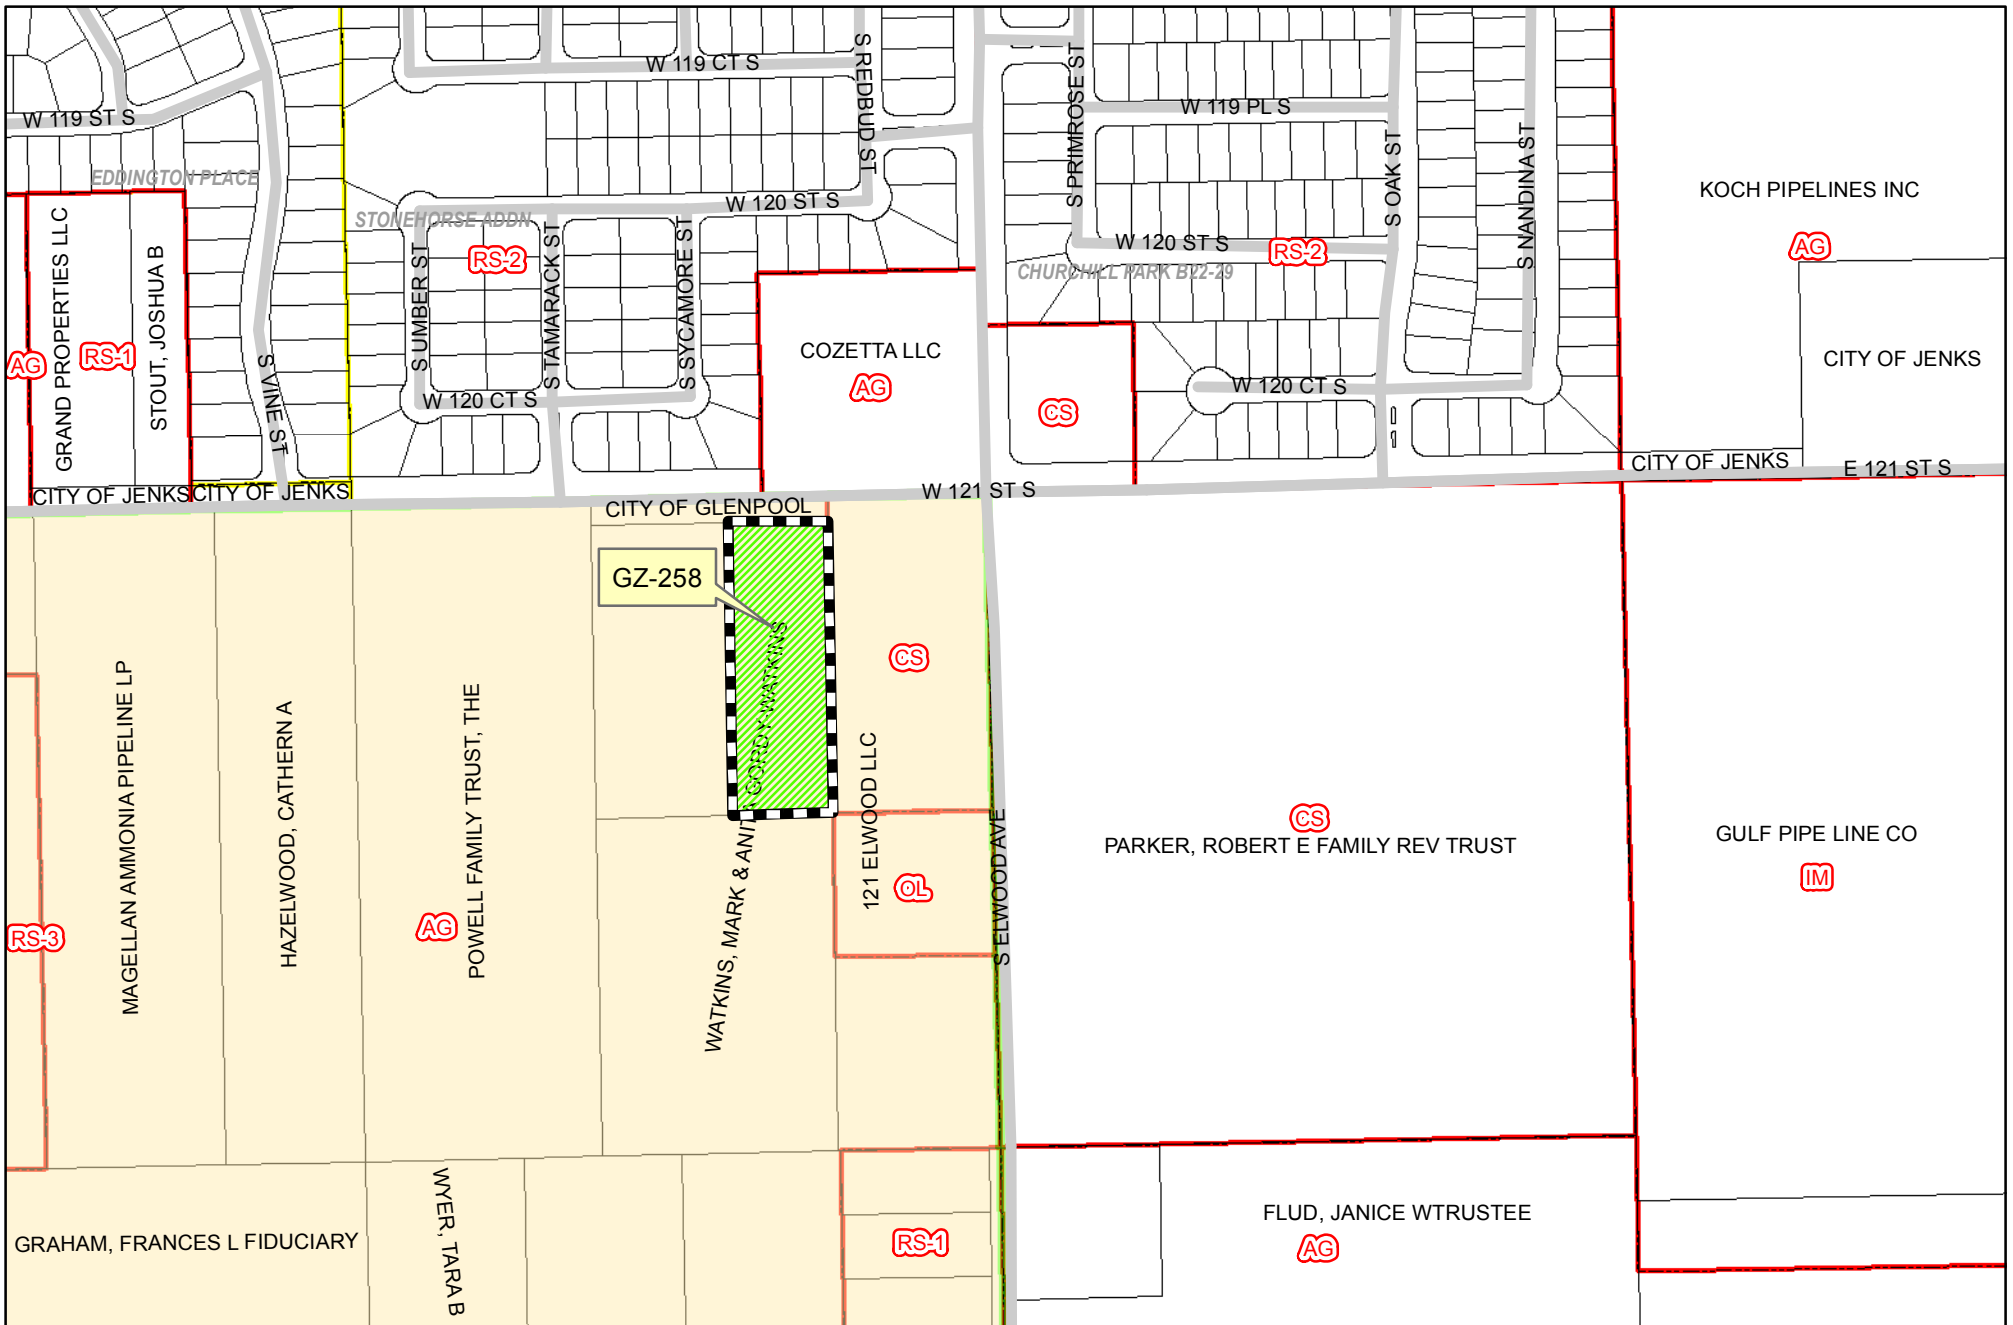 W 119 CT S
S REDBUD ST
W 119 ST S
S PRIMROSE ST
W 119 PL S
S OAK ST
S NANDINA ST
EDDINGTON PLACE
KOCH PIPELINES INC
AG
STONEHORSE ADDN
W 120 ST S
RS-2
W 120 ST S
RS-2
CHURCHILL PARK B22-29
GRAND PROPERTIES LLC
STOUT, JOSHUA B
AG
RS-1
S VINE ST
S UMBER ST
S TAMARACK ST
S SYCAMORE ST
W 120 CT S
COZETTA LLC
AG
CS
W 120 CT S
CITY OF JENKS
CITY OF JENKS
CITY OF JENKS
CITY OF JENKS
E 121 ST S
W 121 ST S
CITY OF GLENPOOL
GZ-258
WATKINS, MARK & ANITA GORDY-WATKINS
CS
121 ELWOOD LLC
OL
S ELWOOD AVE
MAGELLAN AMMONIA PIPELINE LP
HAZELWOOD, CATHERN A
POWELL FAMILY TRUST, THE
AG
RS-3
CS
PARKER, ROBERT E FAMILY REV TRUST
GULF PIPE LINE CO
IM
GRAHAM, FRANCES L FIDUCIARY
WYER, TARA B
RS-1
FLUD, JANICE WTRUSTEE
AG